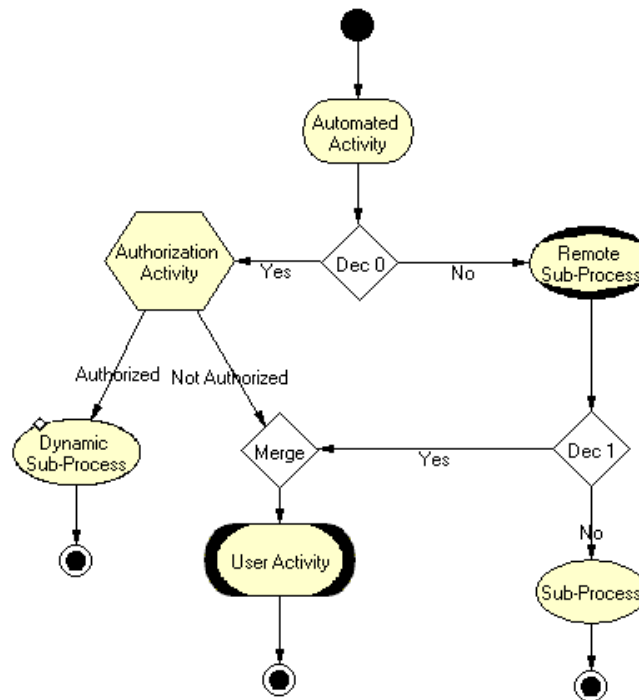 Automated
Activity
Authorization
Activity
Yes
Dec 0
No
Remote
Sub-Process
Authorized
Not Authorized
Dynamic
Sub-Process
Merge
Yes
Dec 1
No
User Activity
Sub-Process